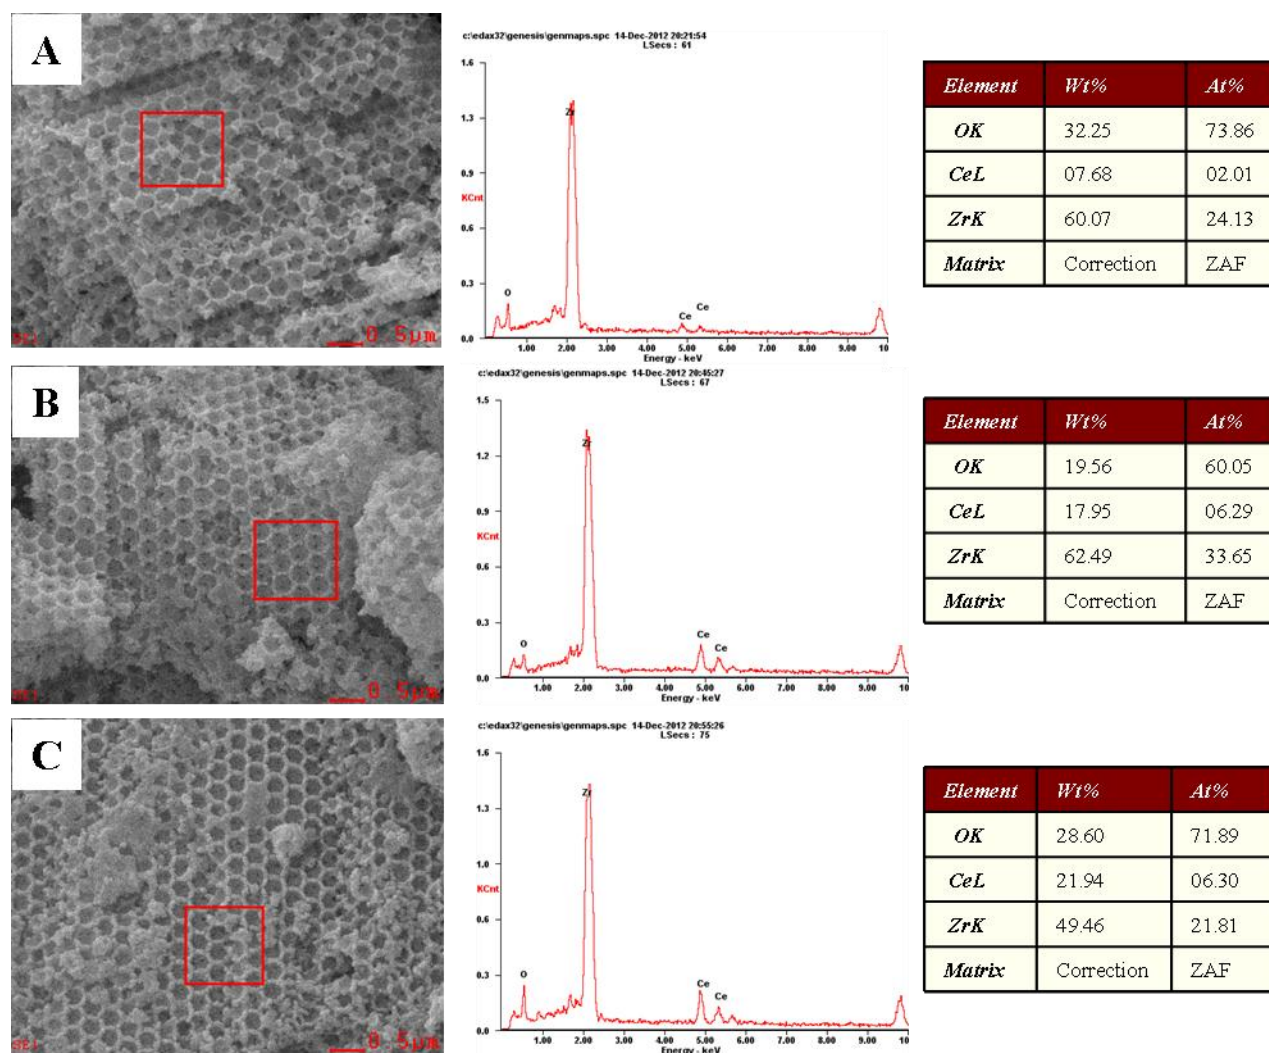 A
SEI
0.5µm
c:\edax32\genesis\genmaps.spc 14-Dec-2012 20:21:54
LSecs : 61
1.6
1.3
0.9
KCnt
0.6
0.3
0.0
Zr
O
Ce
Ce
1.00 2.00 3.00 4.00 5.00 6.00 7.00 8.00 9.00 10
Energy - keV
Element Wt% At%
OK 32.25 73.86
CeL 07.68 02.01
ZrK 60.07 24.13
Matrix Correction ZAF
B
SEI
0.5µm
c:\edax32\genesis\genmaps.spc 14-Dec-2012 20:45:27
LSecs : 67
1.5
1.2
0.9
KCnt
0.6
0.3
0.0
Zr
O
Ce
Ce
1.00 2.00 3.00 4.00 5.00 6.00 7.00 8.00 9.00 10
Energy - keV
Element Wt% At%
OK 19.56 60.05
CeL 17.95 06.29
ZrK 62.49 33.65
Matrix Correction ZAF
C
SEI
0.5µm
c:\edax32\genesis\genmaps.spc 14-Dec-2012 20:55:26
LSecs : 75
1.6
1.3
1.0
KCnt
0.6
0.3
0.0
Zr
O
Ce
Ce
1.00 2.00 3.00 4.00 5.00 6.00 7.00 8.00 9.00 10
Energy - keV
Element Wt% At%
OK 28.60 71.89
CeL 21.94 06.30
ZrK 49.46 21.81
Matrix Correction ZAF